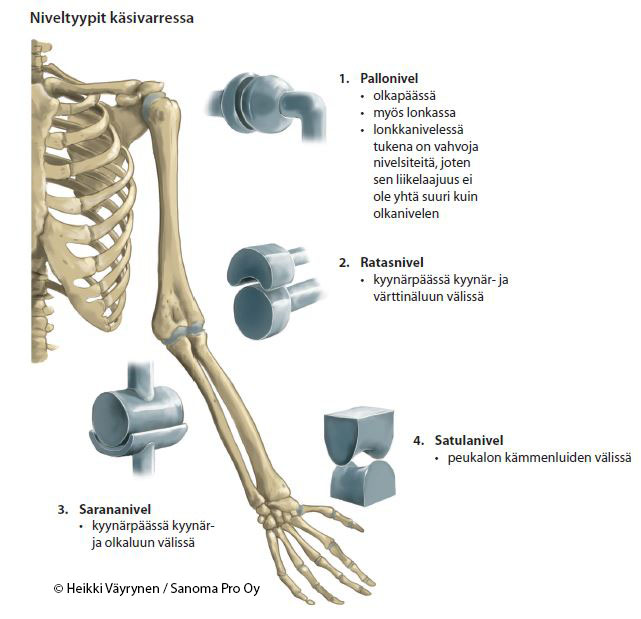 Niveltyypit käsivarressa
1. Pallonivel
• olkapäässä
• myös lonkassa
• lonkkanivelessä
tukena on vahvoja
nivelsiteitä, joten
sen liikelaajuus ei
ole yhtä suuri kuin
olkanivelen
2. Ratasnivel
• kyynärpäässä kyynär- ja
värttinäluun välissä
3. Sarananivel
• kyynärpäässä kyynär-
ja olkaluun välissä
4. Satulanivel
• peukalon kämmenluiden välissä
© Heikki Väyrynen / Sanoma Pro Oy